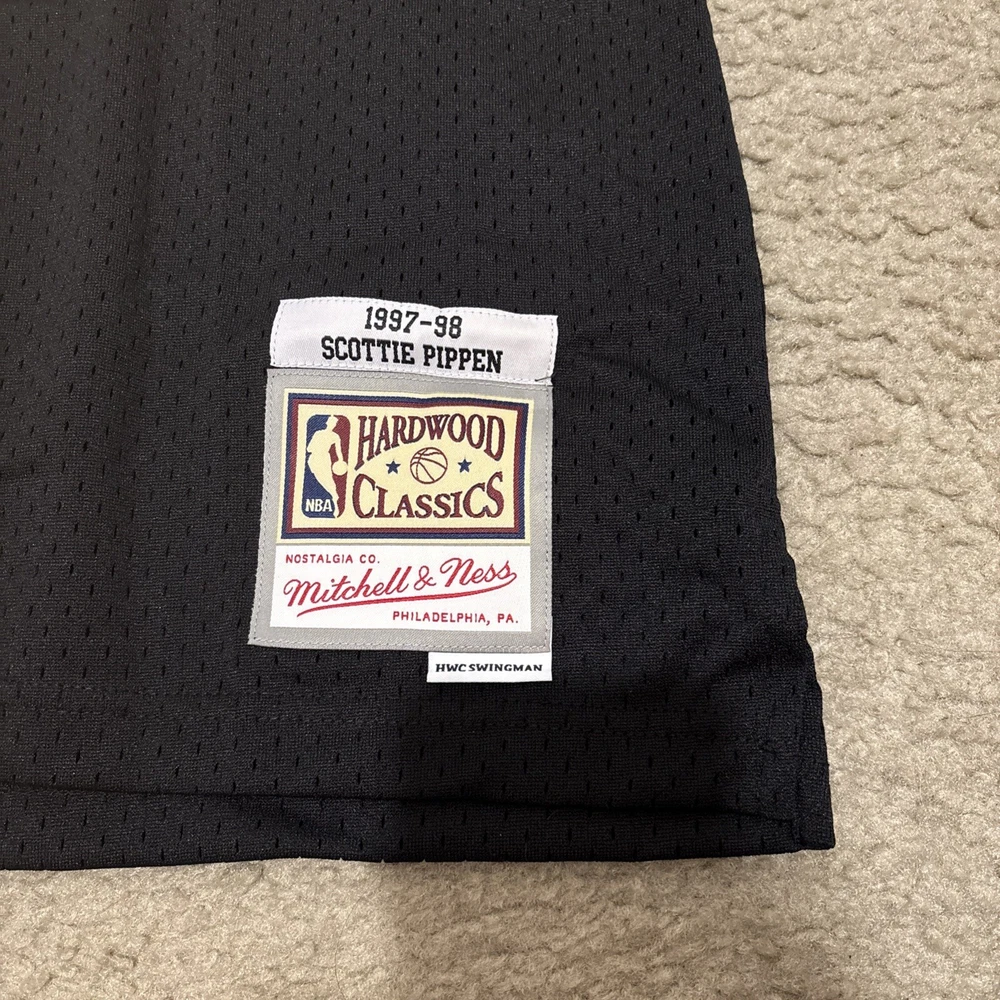 1997-98
SCOTTIE PIPPEN
HARDWOOD
NBA
CLASSICS
NOSTALGIA CO.
Mitchell & Ness
PHILADELPHIA, PA.
HWC SWINGMAN